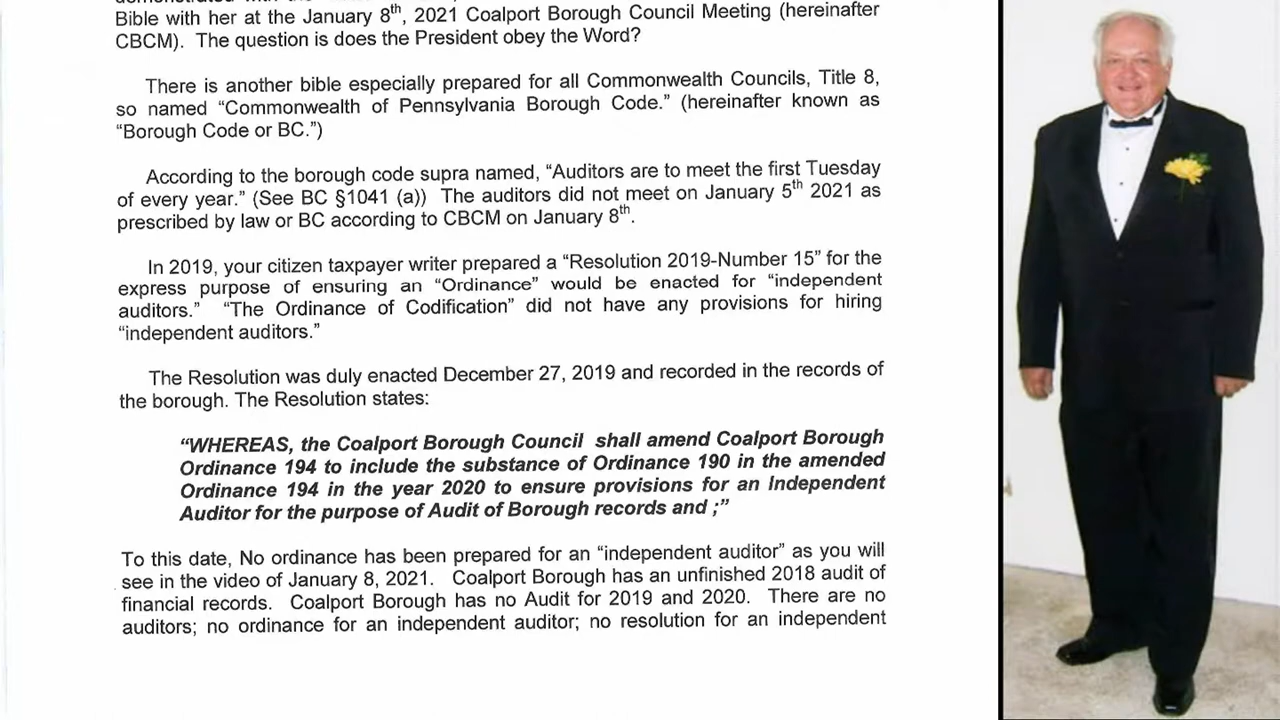 Bible with her at the January 8th, 2021 Coalport Borough Council Meeting (hereinafter
CBCM). The question is does the President obey the Word?
There is another bible especially prepared for all Commonwealth Councils, Title 8,
so named “Commonwealth of Pennsylvania Borough Code.” (hereinafter known as
“Borough Code or BC.”)
According to the borough code supra named, “Auditors are to meet the first Tuesday
of every year.” (See BC §1041 (a)) The auditors did not meet on January 5th 2021 as
prescribed by law or BC according to CBCM on January 8th.
In 2019, your citizen taxpayer writer prepared a “Resolution 2019-Number 15” for the
express purpose of ensuring an “Ordinance” would be enacted for “independent
auditors.” “The Ordinance of Codification” did not have any provisions for hiring
“independent auditors.”
The Resolution was duly enacted December 27, 2019 and recorded in the records of
the borough. The Resolution states:
“WHEREAS, the Coalport Borough Council shall amend Coalport Borough
Ordinance 194 to include the substance of Ordinance 190 in the amended
Ordinance 194 in the year 2020 to ensure provisions for an Independent
Auditor for the purpose of Audit of Borough records and ;”
To this date, No ordinance has been prepared for an “independent auditor” as you will
see in the video of January 8, 2021. Coalport Borough has an unfinished 2018 audit of
financial records. Coalport Borough has no Audit for 2019 and 2020. There are no
auditors; no ordinance for an independent auditor; no resolution for an independent